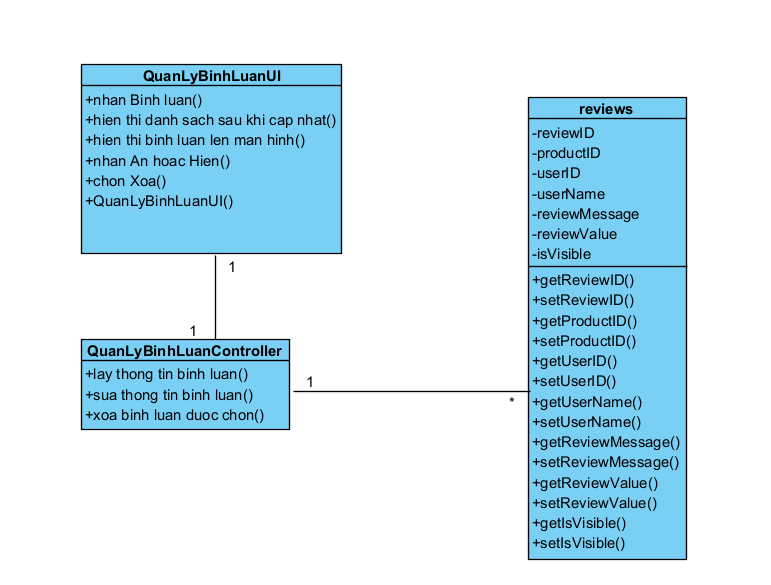 QuanLyBinhLuanUI
+nhan Binh luan()
+hien thi danh sach sau khi cap nhat()
+hien thi binh luan len man hinh()
+nhan An hoac Hien()
+chon Xoa()
+QuanLyBinhLuanUI()
1
1
QuanLyBinhLuanController
+lay thong tin binh luan()
+sua thong tin binh luan()
+xoa binh luan duoc chon()
1
*
reviews
-reviewID
-productID
-userID
-userName
-reviewMessage
-reviewValue
-isVisible
+getReviewID()
+setReviewID()
+getProductID()
+setProductID()
+getUserID()
+setUserID()
+getUserName()
+setUserName()
+getReviewMessage()
+setReviewMessage()
+getReviewValue()
+setReviewValue()
+getIsVisible()
+setIsVisible()